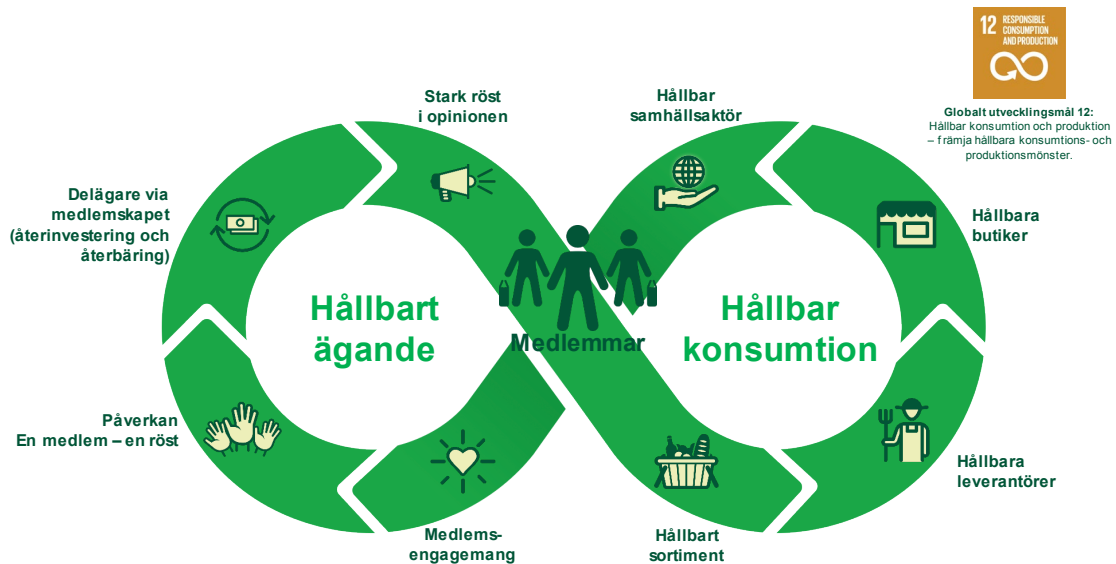 12 RESPONSIBLE
CONSUMPTION
AND PRODUCTION
Globalt utvecklingsmål 12:
Hållbar konsumtion och produktion
– främja hållbara konsumtions- och
produktionsmönster.
Stark röst
i opinionen
Hållbar
samhällsaktör
Delägare via
medlemskapet
(återinvestering och
återbäring)
Hållbara
butiker
Hållbart
ägande
Medlemmar
Hållbar
konsumtion
Påverkan
En medlem – en röst
Hållbara
leverantörer
Medlems-
engagemang
Hållbart
sortiment